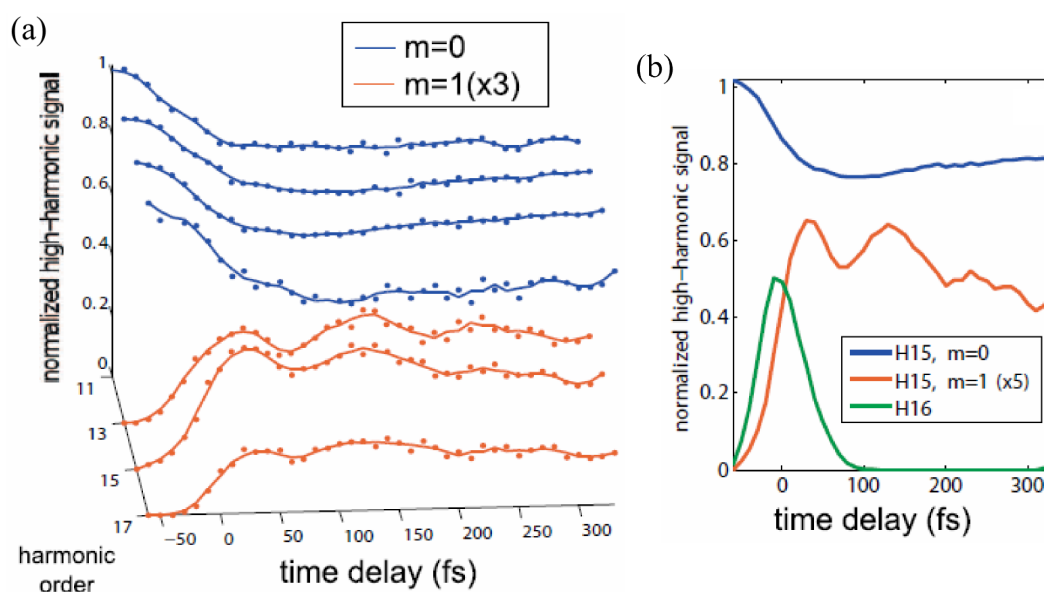 (a)
m=0
m=1(x3)
normalized high-harmonic signal
1
0.8
0.6
0.4
0.2
0
11
13
15
17
harmonic
order
-50
0
50
100
150
200
250
300
time delay (fs)
(b)
normalized high-harmonic signal
1
0.8
0.6
0.4
0.2
0
H15, m=0
H15, m=1 (x5)
H16
0
100
200
300
time delay (fs)